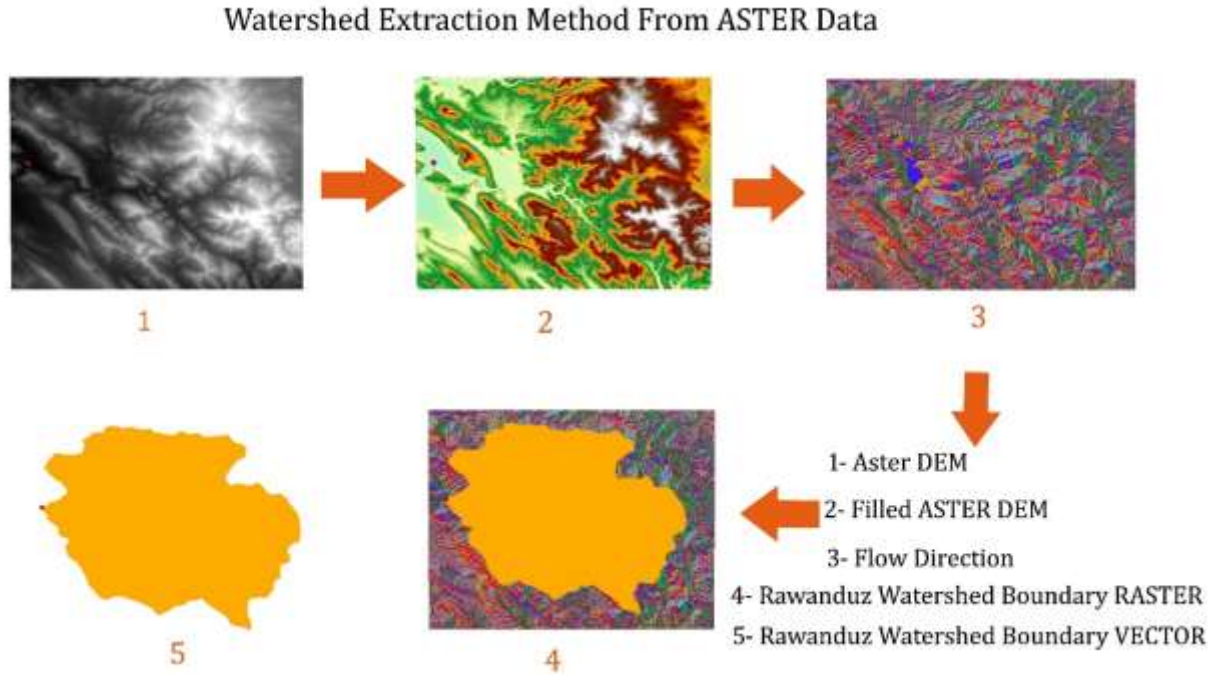 Watershed Extraction Method From ASTER Data
1
2
3
1- Aster DEM
2- Filled ASTER DEM
3- Flow Direction
4- Rawanduz Watershed Boundary RASTER
5- Rawanduz Watershed Boundary VECTOR
5
4